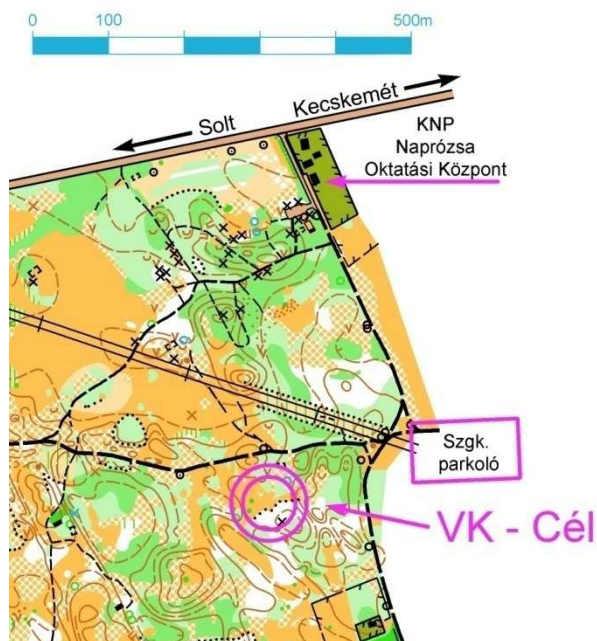 0
100
500m
Solt
Kecskemét
KNP
Naprózsa
Oktatási Központ
Szgk.
parkoló
VK - Cél